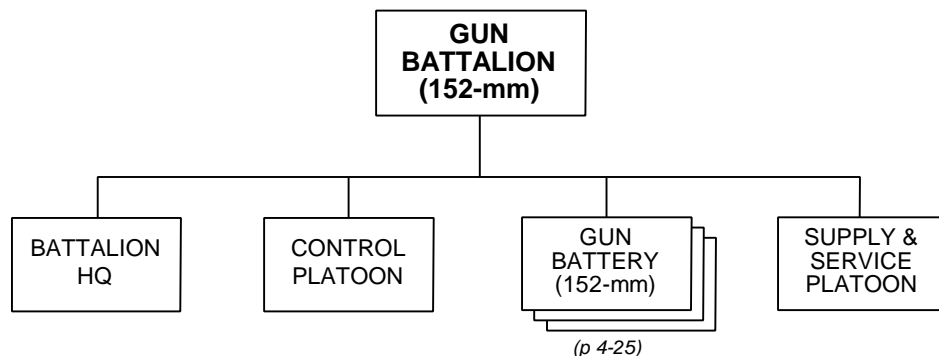 GUN
BATTALION
(152-mm)
BATTALION
HQ
CONTROL
PLATOON
GUN
BATTERY
(152-mm)
SUPPLY &
SERVICE
PLATOON
(p 4-25)